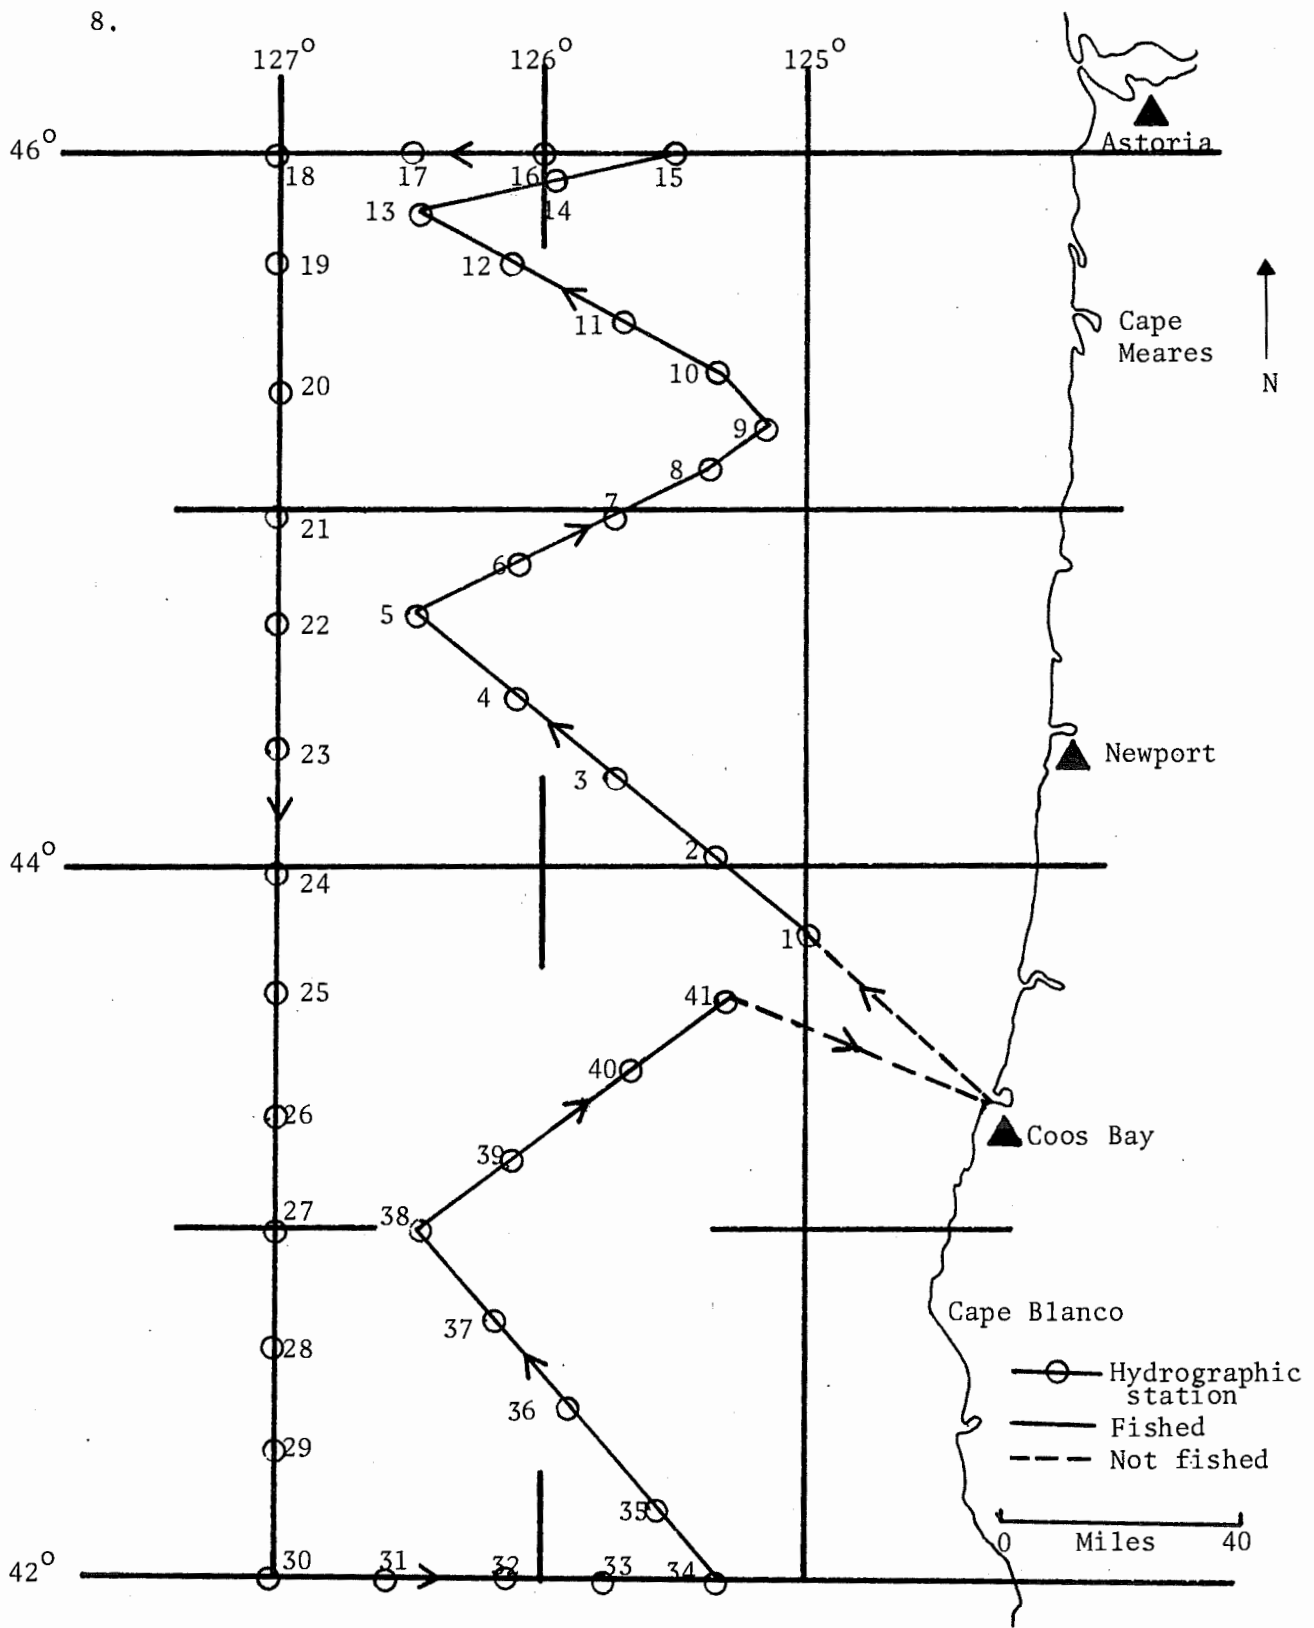 8.
127° 126° 125°
46°
Astoria
18 17 16 15
13 14
19 12
11 Cape
Meares
10
20 N
9
8
7
21
6
5 22
4
23 3 Newport
44° 2
24
1
25 41
40
26 Coos Bay
39
27 38
Cape Blanco
37
28 Hydrographic
station
36 Fished
29 Not fished
35
0 Miles 40
42° 30 31 32 33 34